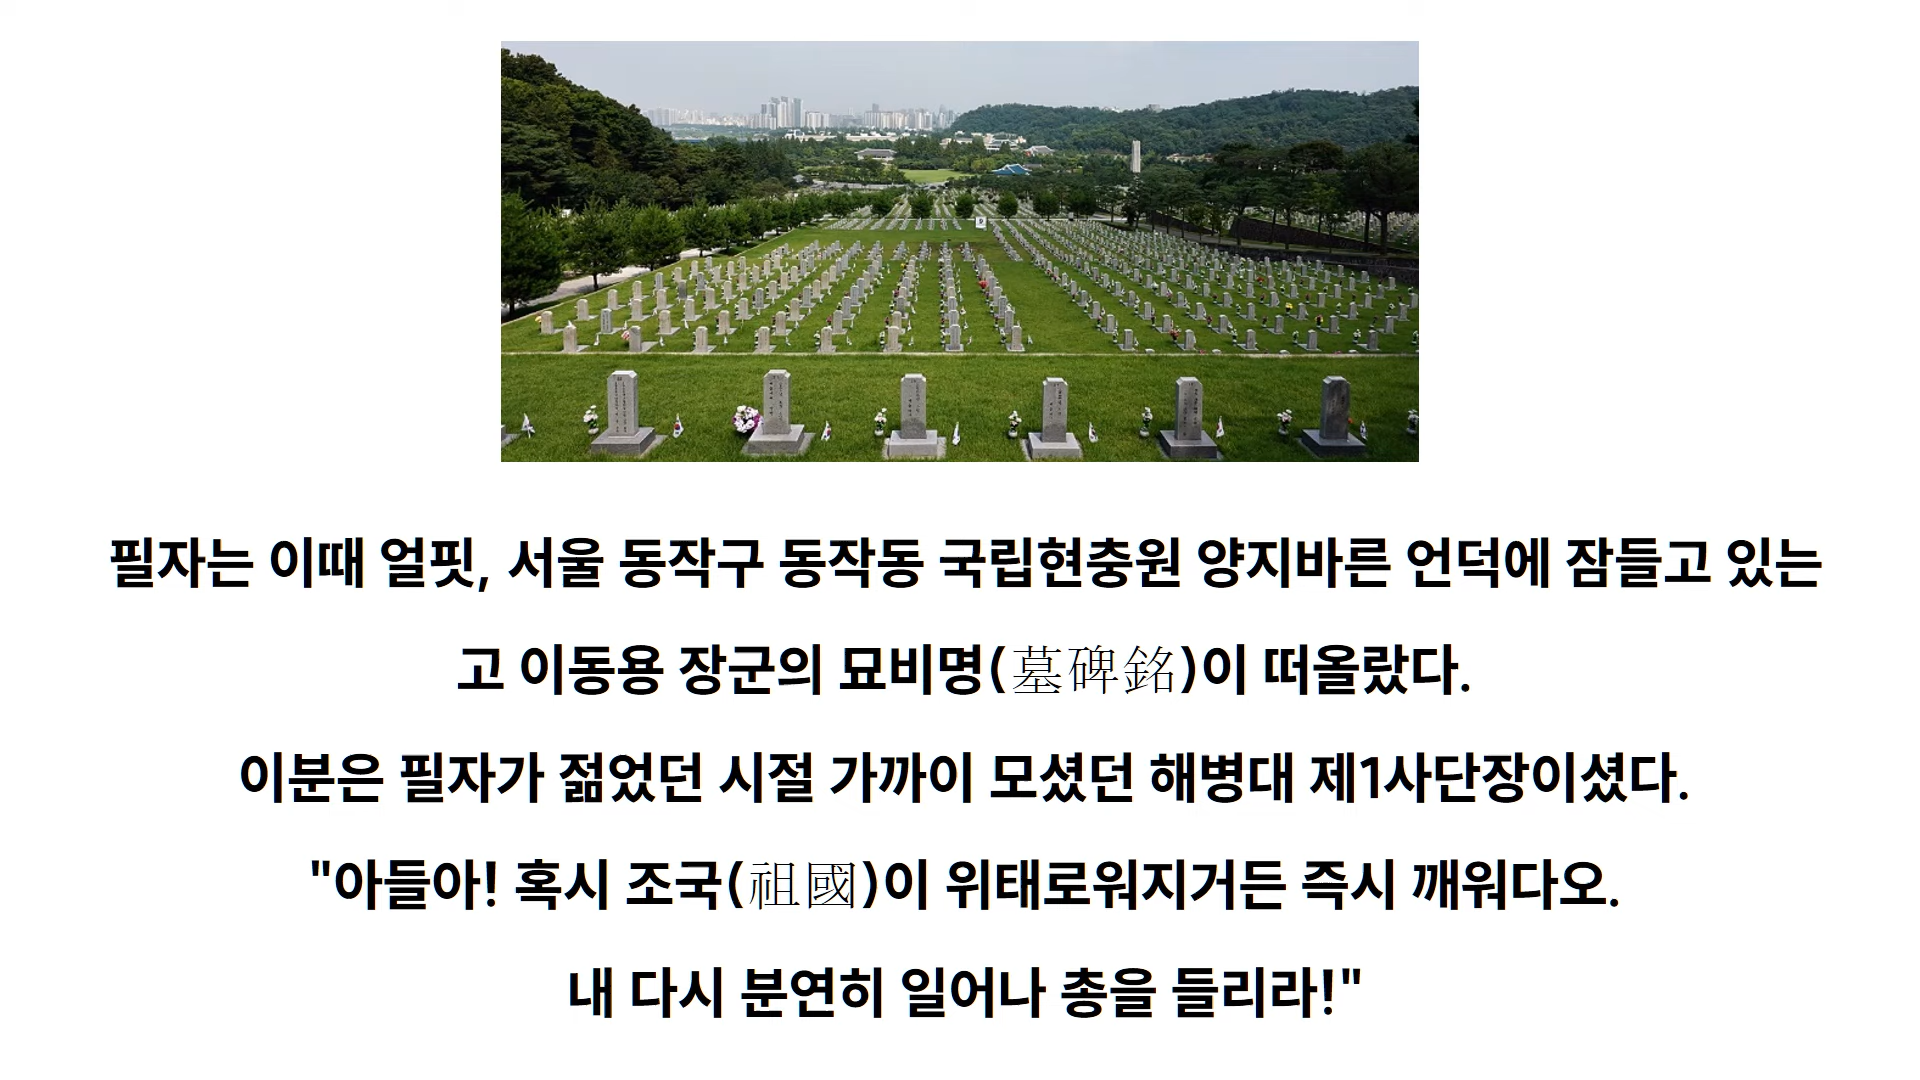 필자는 이때 얼핏, 서울 동작구 동작동 국립현충원 양지바른 언덕에 잠들고 있는
고 이동용 장군의 묘비명(墓碑銘)이 떠올랐다.
이분은 필자가 젊었던 시절 가까이 모셨던 해병대 제1사단장이셨다.
"아들아! 혹시 조국(祖國)이 위태로워지거든 즉시 깨워다오.
내 다시 분연히 일어나 총을 들리라!"